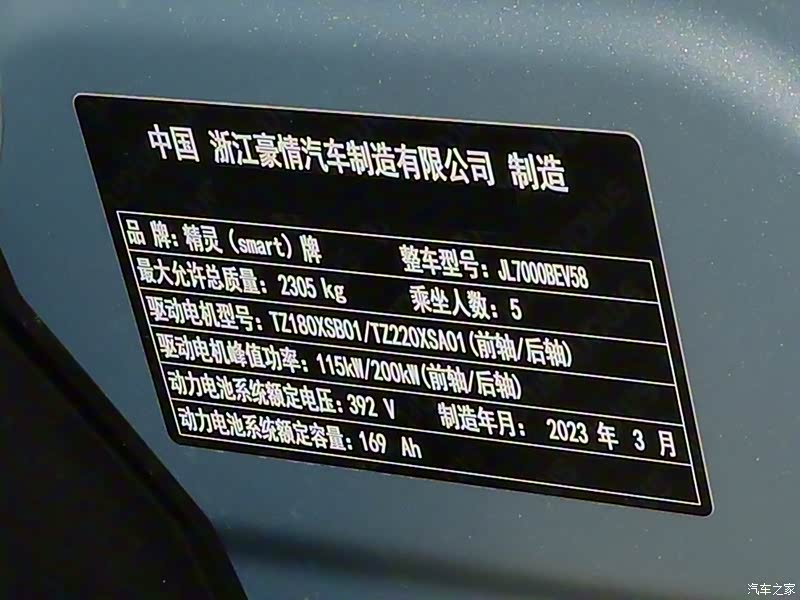 中国 浙江豪情汽车制造有限公司 制造
品 牌: 精灵 (smart) 牌 整车型号: JL7000BEV58
最大允许总质量: 2305 kg 乘坐人数: 5
驱动电机型号: TZ180XSB01/TZ220XSA01(前轴/后轴)
驱动电机峰值功率: 115kW/200kW(前轴/后轴)
动力电池系统额定电压: 392 V 制造年月: 2023 年 3 月
动力电池系统额定容量: 169 Ah
汽车之家